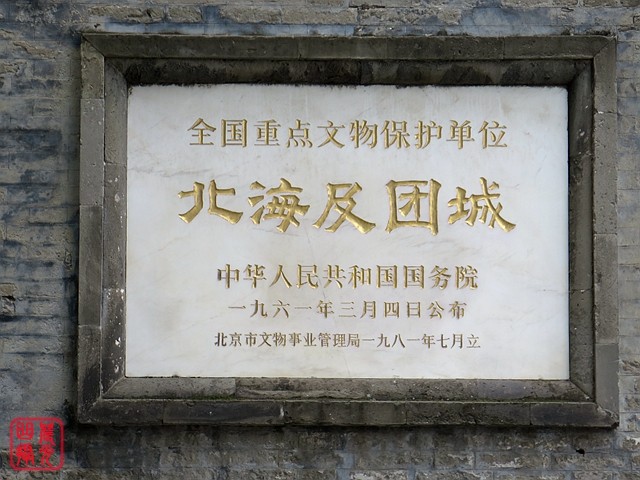 全国重点文物保护单位
北海及团城
中华人民共和国国务院
一九六一年三月四日公布
北京市文物事业管理局一九八一年七月立